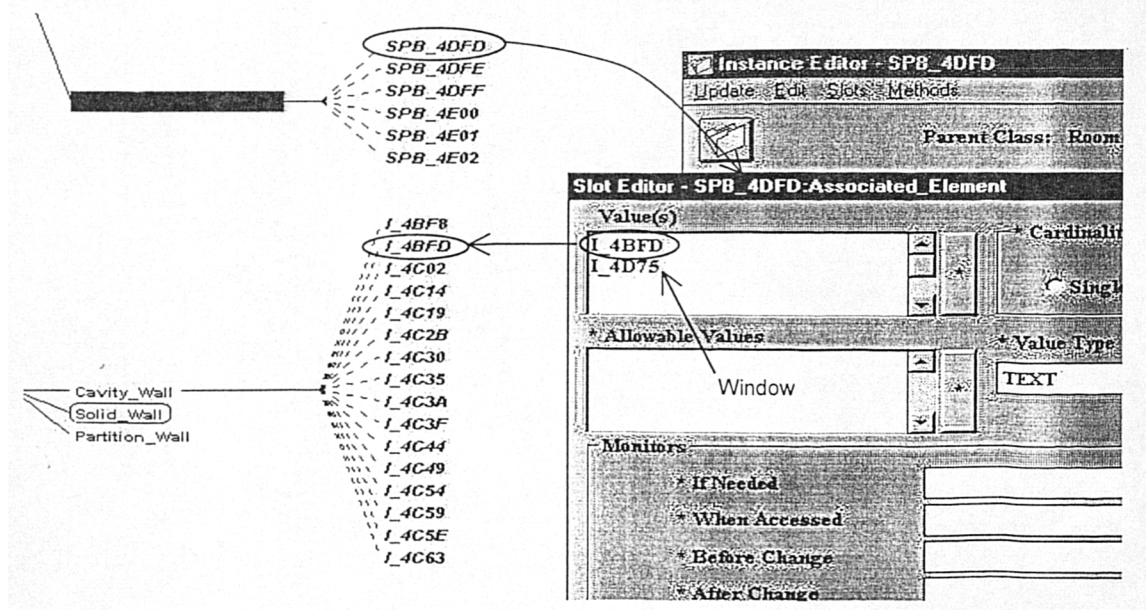 SPB_4DFD
SPB_4DFE
SPB_4DFF
SPB_4E00
SPB_4E01
SPB_4E02
Instance Editor - SPB_4DFD
Update Edit Slots Methods
Parent Class: Room
Slot Editor - SPB_4DFD:Associated_Element
Value(s)
I_4BFD
I_4D75
* Cardinalit
Singl
* Allowable Values
* Value Type
TEXT
Window
Monitors:
* If Needed
* When Accessed
* Before Change
* After Change
I_4BF8
I_4BFD
I_4C02
I_4C14
I_4C19
I_4C2B
I_4C30
I_4C35
I_4C3A
I_4C3F
I_4C44
I_4C49
I_4C54
I_4C59
I_4C5E
I_4C63
Cavity_Wall
Solid_Wall
Partition_Wall